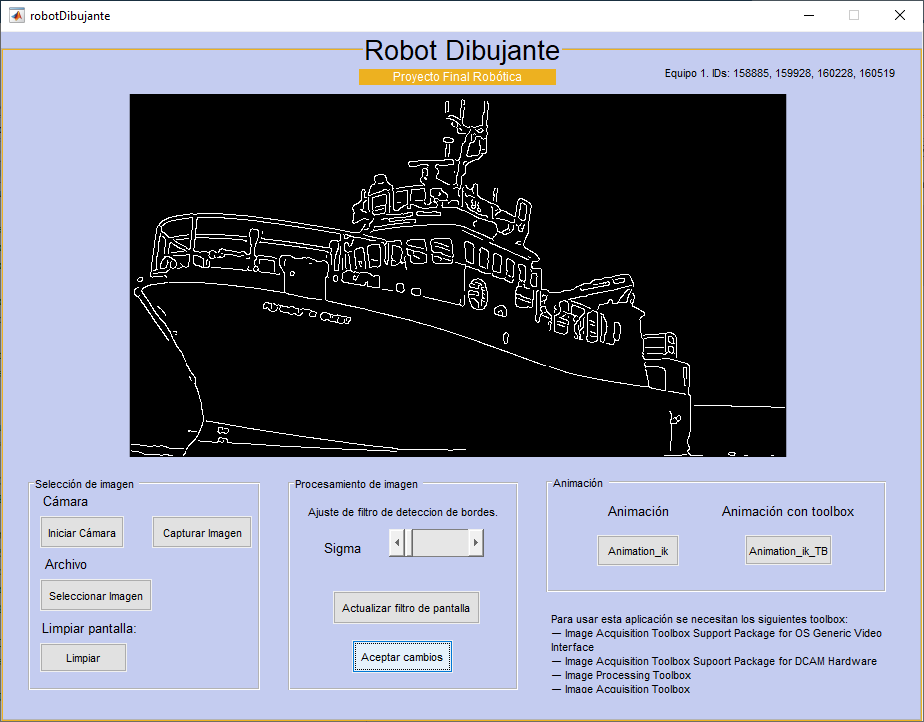 robotDibujante
Robot Dibujante
Proyecto Final Robótica
Equipo 1. IDs: 158885, 159928, 160228, 160519
Selección de imagen
Cámara
Iniciar Cámara
Capturar Imagen
Archivo
Seleccionar Imagen
Limpiar pantalla:
Limpiar
Procesamiento de imagen
Ajuste de filtro de deteccion de bordes.
Sigma
Actualizar filtro de pantalla
Aceptar cambios
Animación
Animación
Animación con toolbox
Animation_ik
Animation_ik_TB
Para usar esta aplicación se necesitan los siguientes toolbox:
— Image Acquisition Toolbox Support Package for OS Generic Video
Interface
— Image Acquisition Toolbox Supoort Package for DCAM Hardware
— Image Processing Toolbox
— Image Acquisition Toolbox